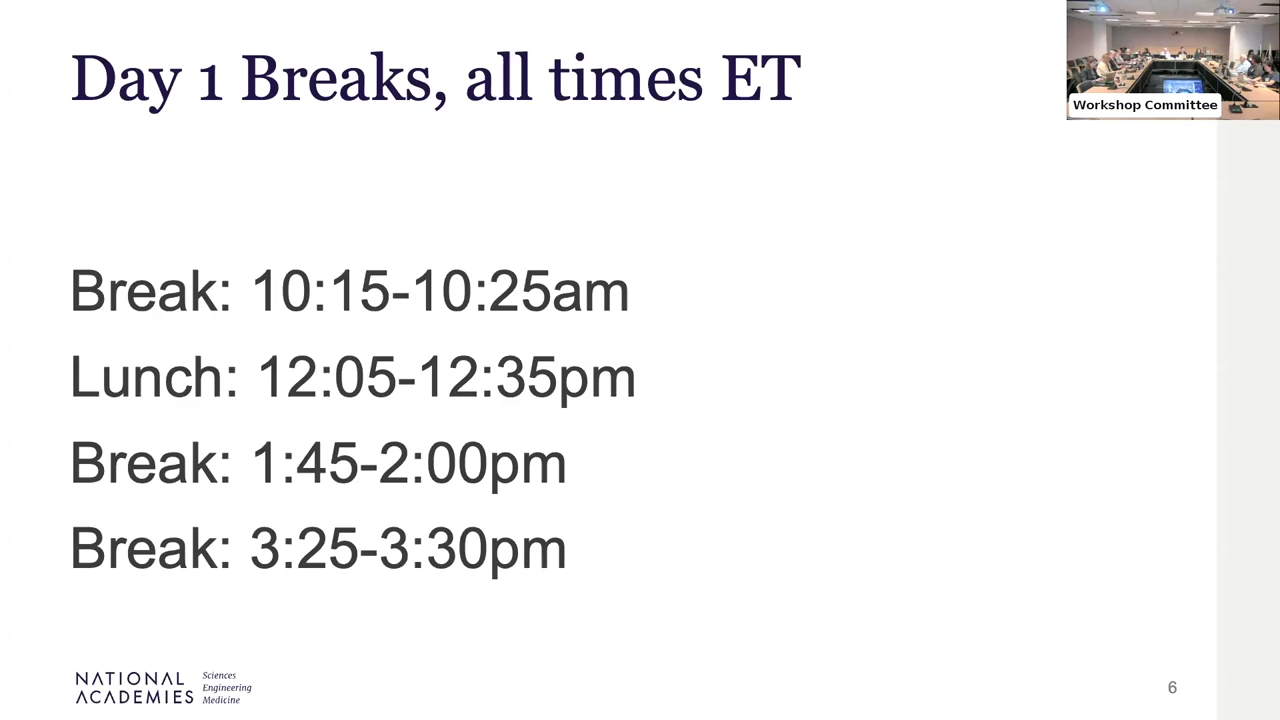 Day 1 Breaks, all times ET
Workshop Committee
Break: 10:15-10:25am
Lunch: 12:05-12:35pm
Break: 1:45-2:00pm
Break: 3:25-3:30pm
NATIONAL ACADEMIES
Sciences
Engineering
Medicine
6